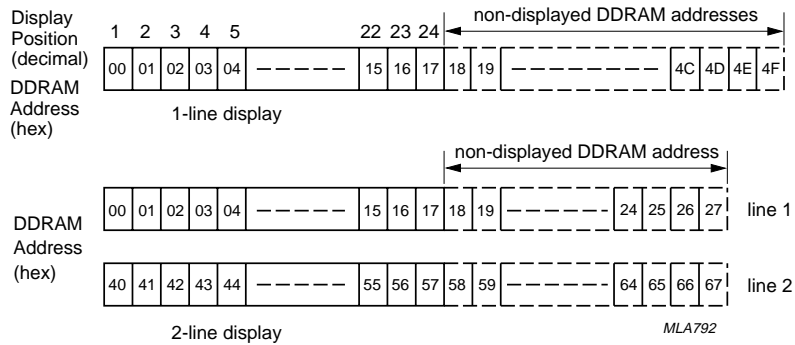 Display
Position
(decimal)
1 2 3 4 5 22 23 24
non-displayed DDRAM addresses
DDRAM
Address
(hex)
00 01 02 03 04 15 16 17 18 19 4C 4D 4E 4F
1-line display
non-displayed DDRAM address
DDRAM
Address
(hex)
00 01 02 03 04 15 16 17 18 19 24 25 26 27 line 1
40 41 42 43 44 55 56 57 58 59 64 65 66 67 line 2
2-line display
MLA792